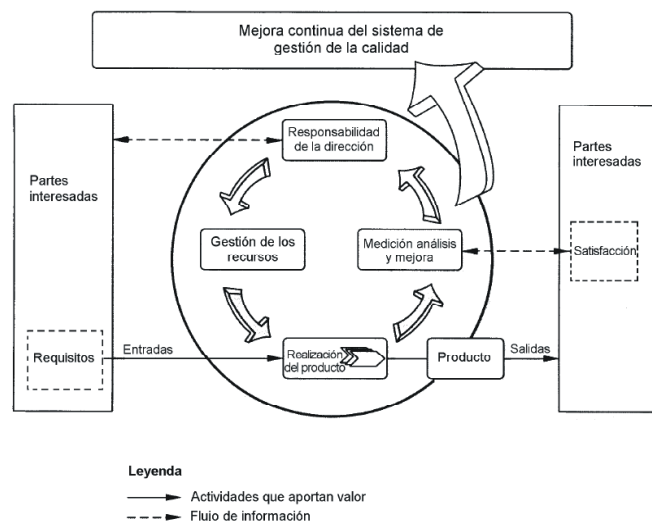 Mejora continua del sistema de
gestión de la calidad
Responsabilidad
de la dirección
Partes
interesadas
Partes
interesadas
Gestión de los
recursos
Medición análisis
y mejora
Satisfacción
Requisitos
Entradas
Realización
del producto
Producto
Salidas
Leyenda
Actividades que aportan valor
Flujo de información